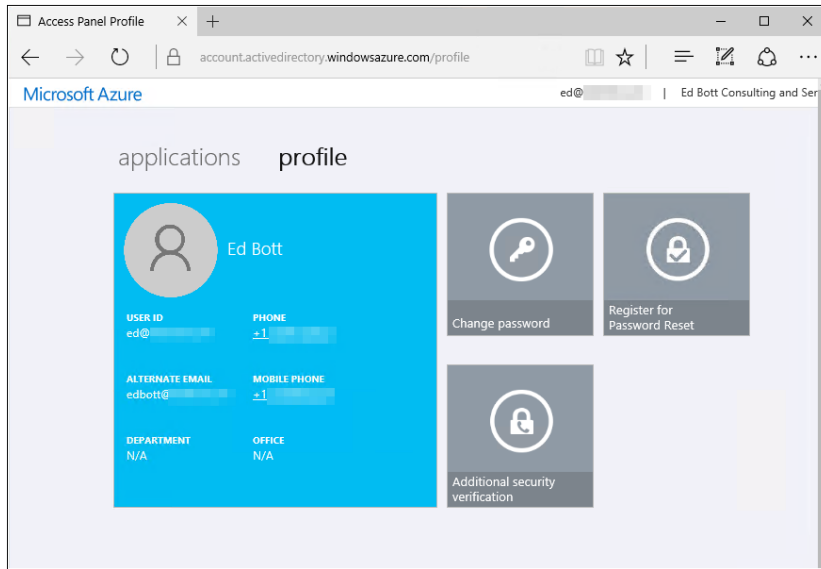 Access Panel Profile
account.activedirectory.windowsazure.com/profile
Microsoft Azure
ed@ | Ed Bott Consulting and Ser
applications profile
Ed Bott
USER ID PHONE
ed@ +1
ALTERNATE EMAIL MOBILE PHONE
edbott@ +1
DEPARTMENT OFFICE
N/A N/A
Change password
Register for
Password Reset
Additional security
verification